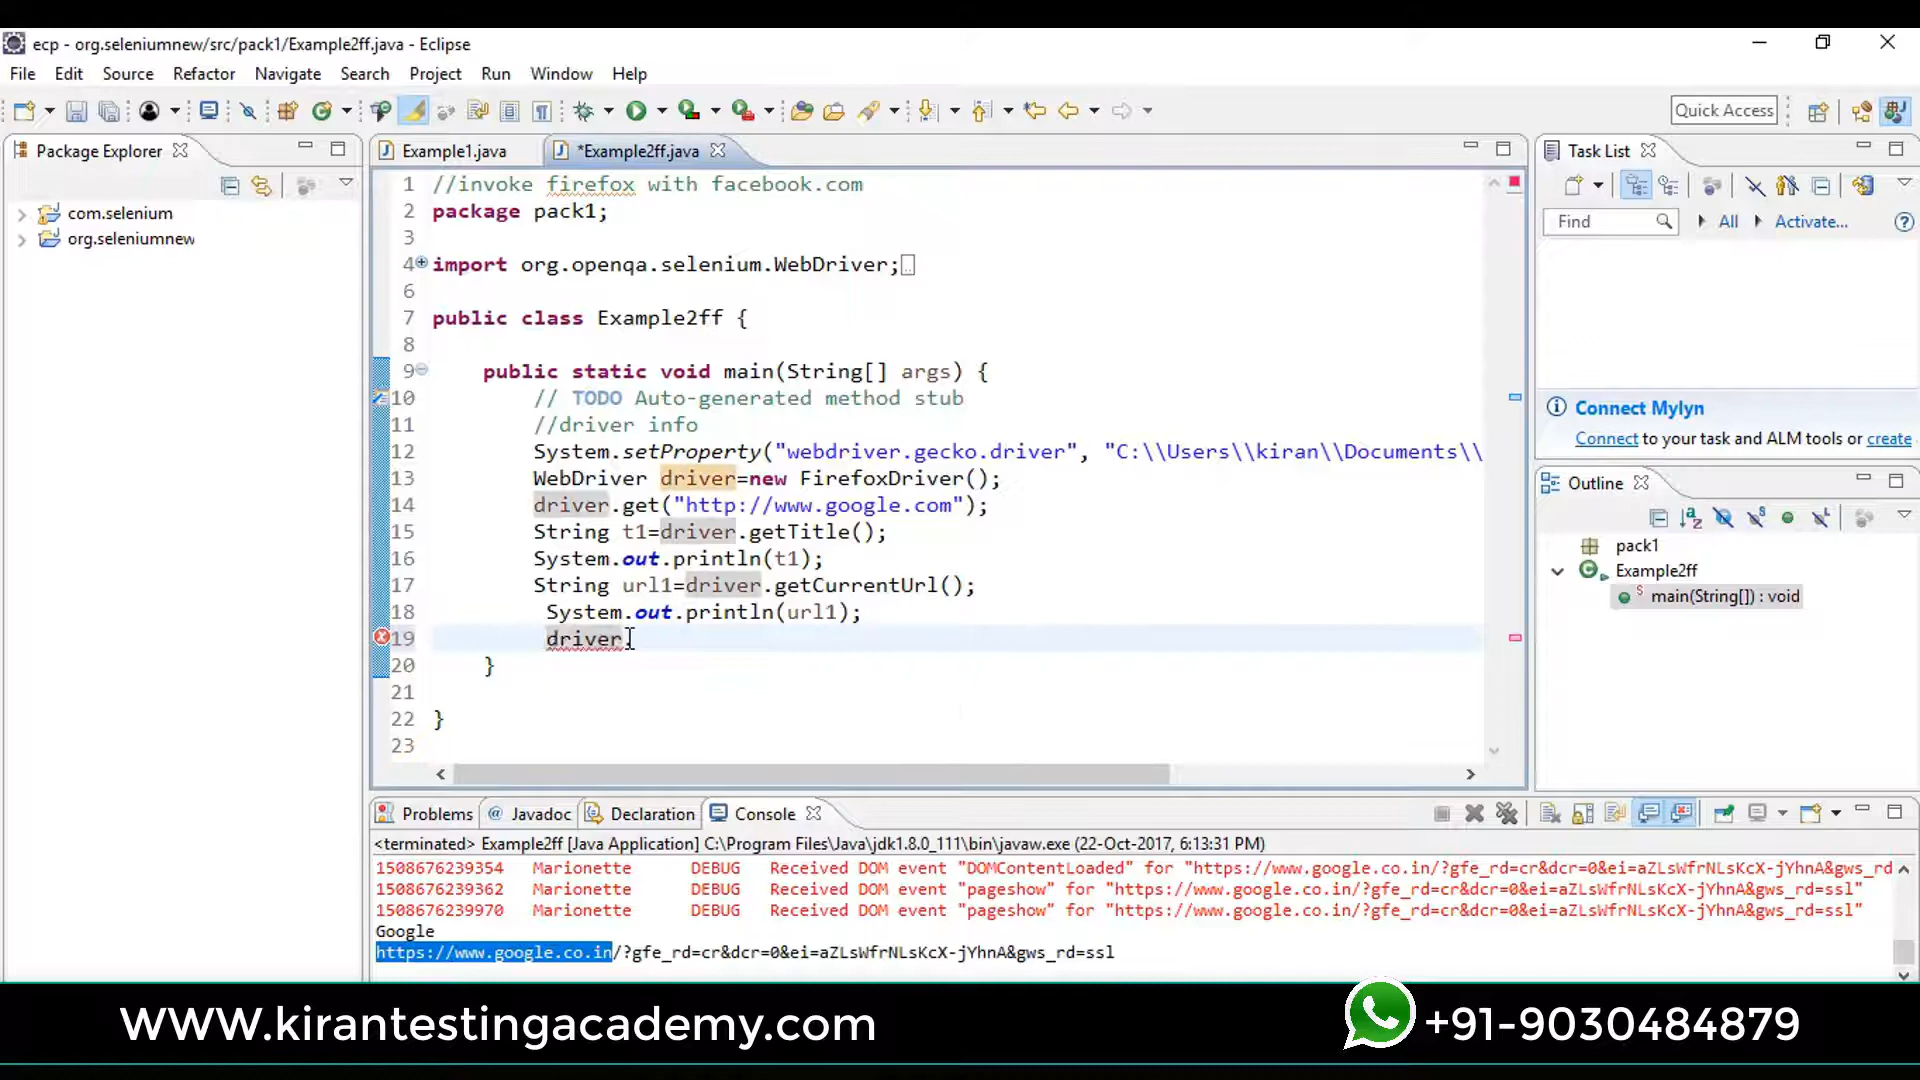 ecp - org.seleniumnew/src/pack1/Example2ff.java - Eclipse
File Edit Source Refactor Navigate Search Project Run Window Help
Quick Access
Package Explorer
com.selenium
org.seleniumnew
Example1.java *Example2ff.java
1 //invoke firefox with facebook.com
2 package pack1;
3
4 import org.openqa.selenium.WebDriver;
6
7 public class Example2ff {
8
9 public static void main(String[] args) {
10 // TODO Auto-generated method stub
11 //driver info
12 System.setProperty("webdriver.gecko.driver", "C:\\Users\\kiran\\Documents\\
13 WebDriver driver=new FirefoxDriver();
14 driver.get("http://www.google.com");
15 String t1=driver.getTitle();
16 System.out.println(t1);
17 String url1=driver.getCurrentUrl();
18 System.out.println(url1);
19 driver.
20 }
21
22 }
23
Task List
Find All Activate...
Connect Mylyn
Connect to your task and ALM tools or create
Outline
pack1
Example2ff
main(String[]) : void
Problems @ Javadoc Declaration Console
<terminated> Example2ff [Java Application] C:\Program Files\Java\jdk1.8.0_111\bin\javaw.exe (22-Oct-2017, 6:13:31 PM)
1508676239354 Marionette DEBUG Received DOM event "DOMContentLoaded" for "https://www.google.co.in/?gfe_rd=cr&dcr=0&ei=aZLsWfrNLsKcX-jYhnA&gws_rd
1508676239362 Marionette DEBUG Received DOM event "pageshow" for "https://www.google.co.in/?gfe_rd=cr&dcr=0&ei=aZLsWfrNLsKcX-jYhnA&gws_rd=ssl"
1508676239970 Marionette DEBUG Received DOM event "pageshow" for "https://www.google.co.in/?gfe_rd=cr&dcr=0&ei=aZLsWfrNLsKcX-jYhnA&gws_rd=ssl"
Google
https://www.google.co.in/?gfe_rd=cr&dcr=0&ei=aZLsWfrNLsKcX-jYhnA&gws_rd=ssl
WWW.kirantestingacademy.com
+91-9030484879